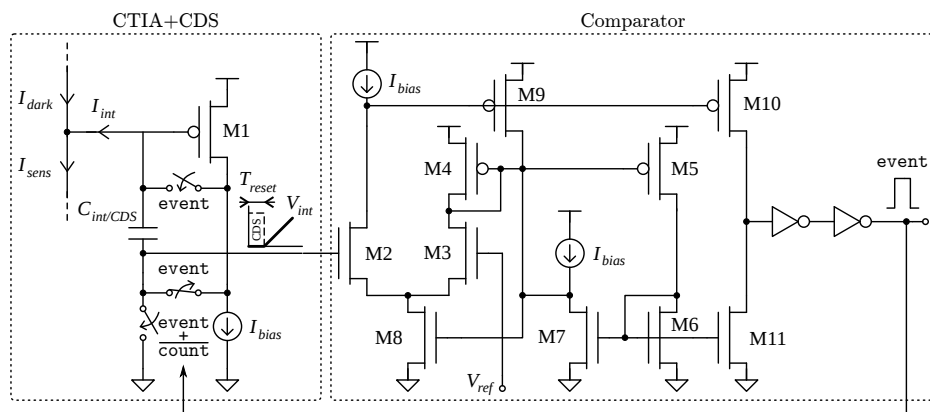 CTIA+CDS
Comparator
I_dark
I_int
M1
I_sens
event
T_reset
V_int
CDS
C_int/CDS
event
event
+
count
I_bias
I_bias
M9
M10
M4
M5
M2
M3
I_bias
M8
M7
M6
M11
V_ref
event